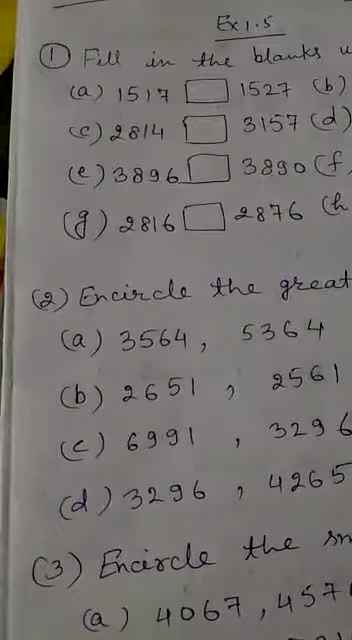 Ex 1.5
① Fill in the blanks
(a) 1517 □ 1527 (b)
(c) 2814 □ 3157 (d)
(e) 3896 □ 3890 (f
(g) 2816 □ 2876 (h
(2) Encircle the great
(a) 3564, 5364
(b) 2651, 2561
(c) 6991, 3296
(d) 3296, 4265
(3) Encircle the sm
(a) 4067, 457